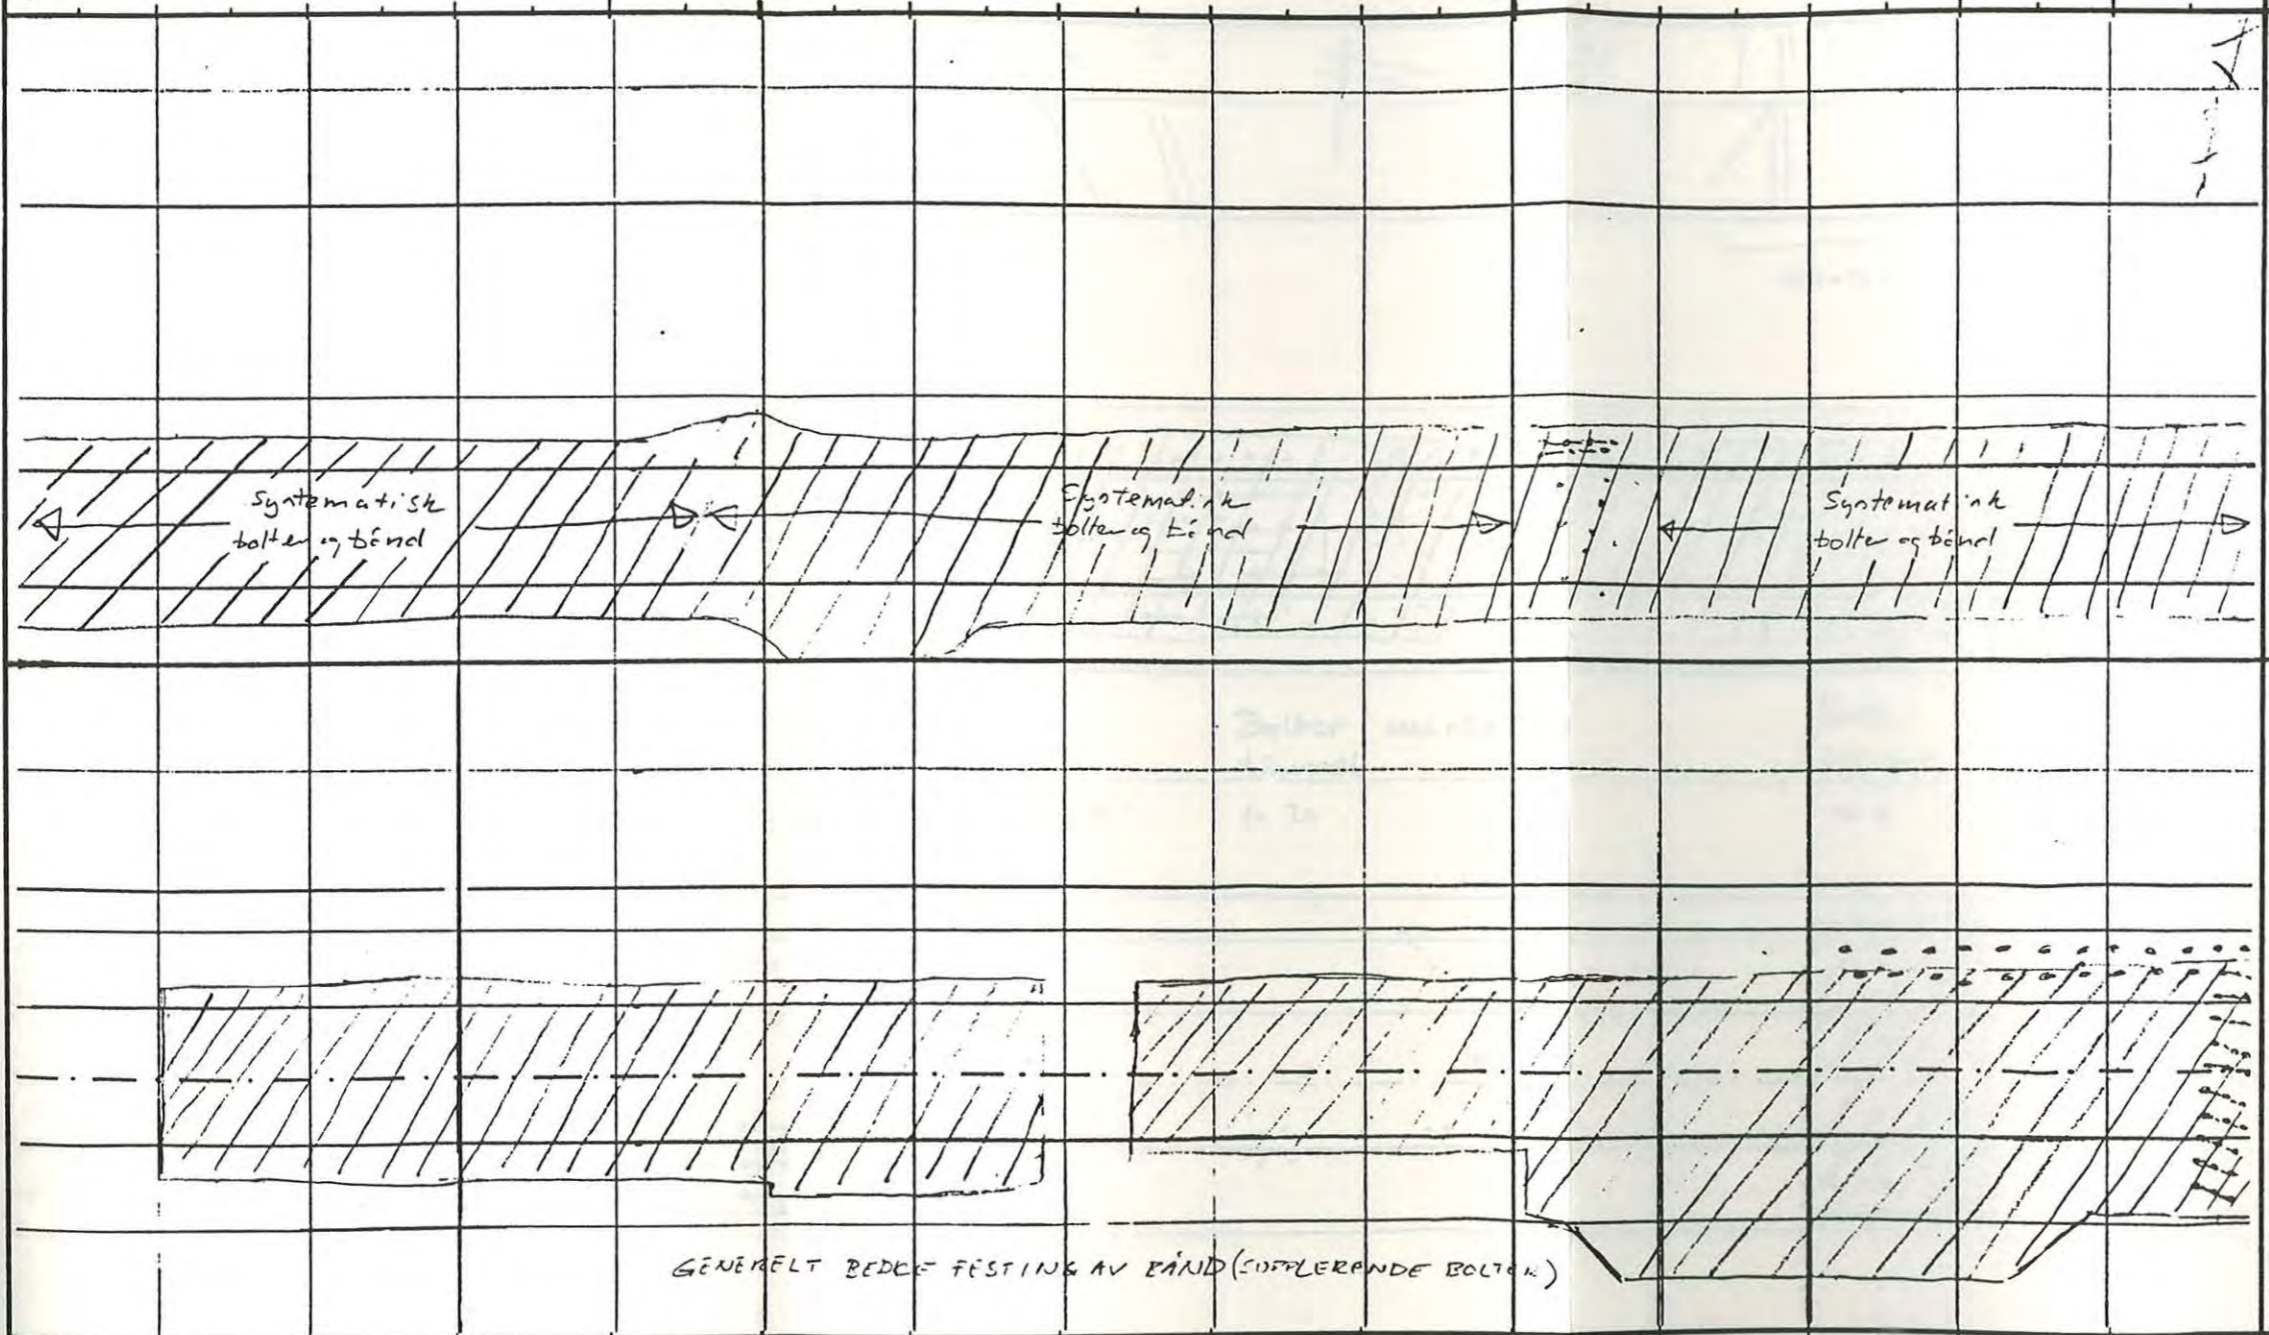 Systematisk
bolter og bånd
Systematisk
bolter og bånd
Systematisk
bolter og bånd
GENERELT BEDRE FESTING AV BÅND (SUPPLERENDE BOLTER)